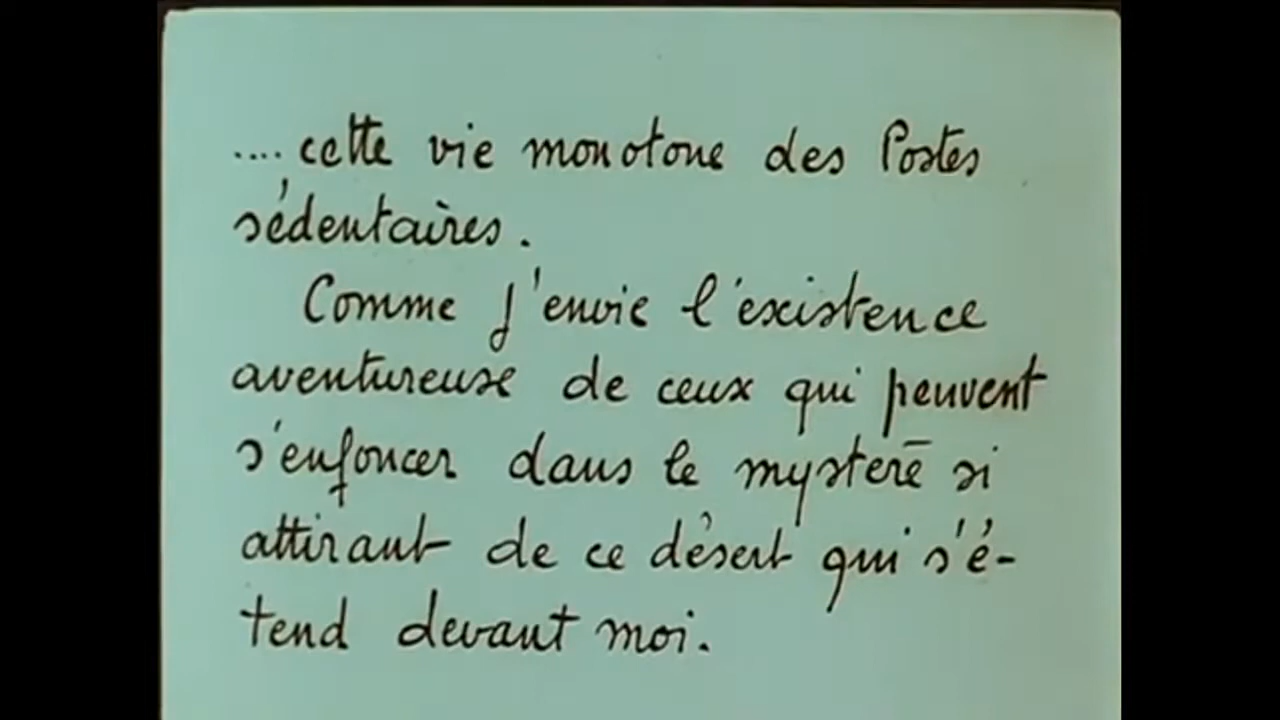 .... cette vie monotone des Postes
sédentaires.
Comme j'envie l'existence
aventureuse de ceux qui peuvent
s'enfoncer dans le mystère si
attirant de ce désert qui s'é-
tend devant moi.